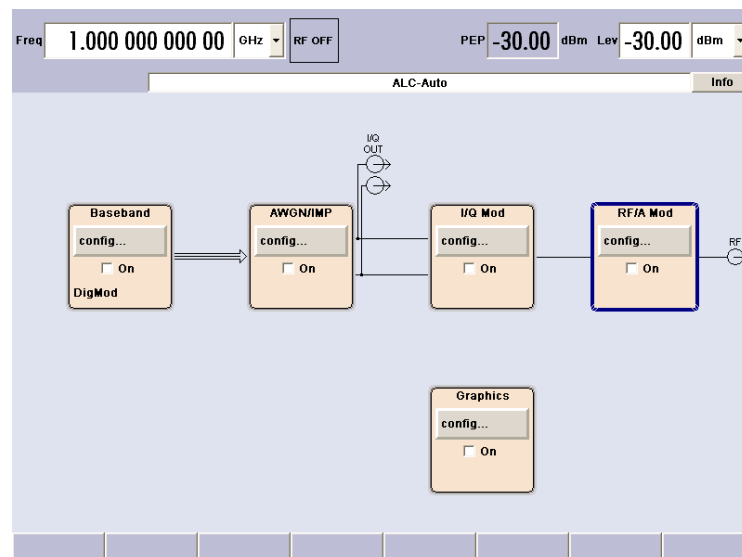 Freq 1.000 000 000 00 GHz RF OFF PEP -30.00 dBm Lev -30.00 dBm
ALC-Auto Info
I/Q
OUT
Baseband AWGN/IMP I/Q Mod RF/A Mod
config... config... config... config... RF
On On On On
DigMod
Graphics
config...
On